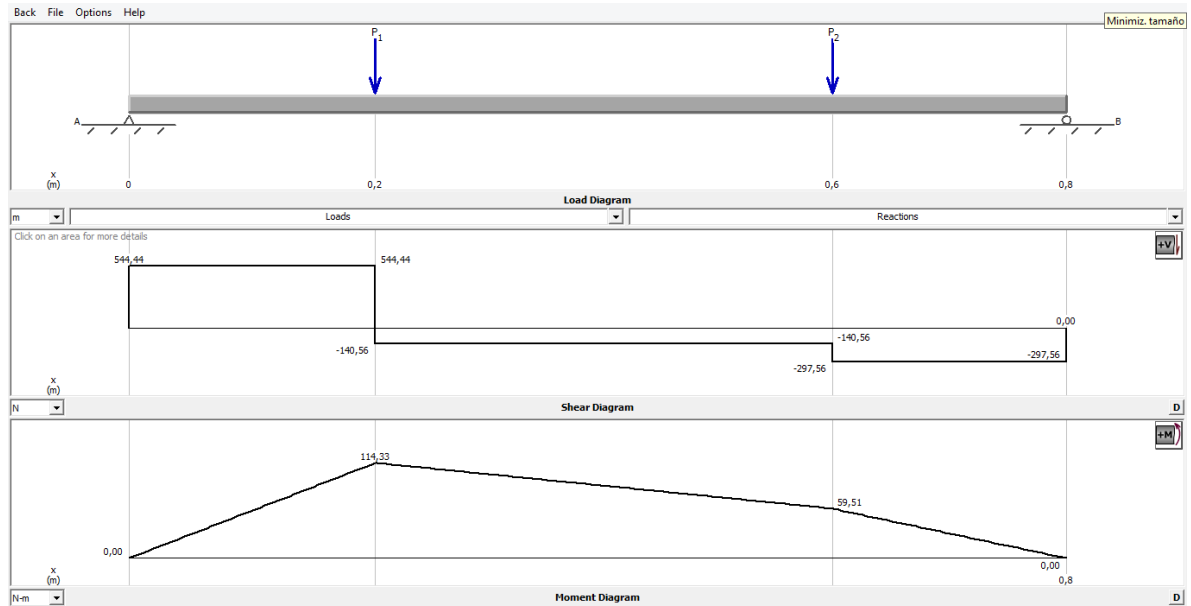 Back File Options Help
Minimiz. tamaño
P1
P2
A
B
x
(m)
0
0,2
0,6
0,8
Load Diagram
m
Loads
Reactions
Click on an area for more details
+V
544,44
544,44
0,00
-140,56
-140,56
-297,56
-297,56
x
(m)
N
Shear Diagram
D
+M
114,33
59,51
0,00
0,00
x
(m)
0,8
N-m
Moment Diagram
D